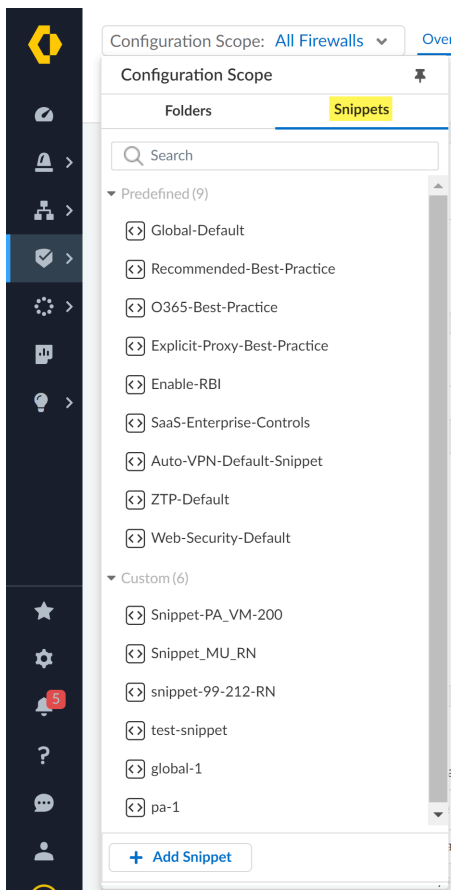 Configuration Scope: All Firewalls
Configuration Scope
Folders
Snippets
Search
Predefined (9)
Global-Default
Recommended-Best-Practice
O365-Best-Practice
Explicit-Proxy-Best-Practice
Enable-RBI
SaaS-Enterprise-Controls
Auto-VPN-Default-Snippet
ZTP-Default
Web-Security-Default
Custom (6)
Snippet-PA_VM-200
Snippet_MU_RN
snippet-99-212-RN
5
test-snippet
global-1
pa-1
+ Add Snippet